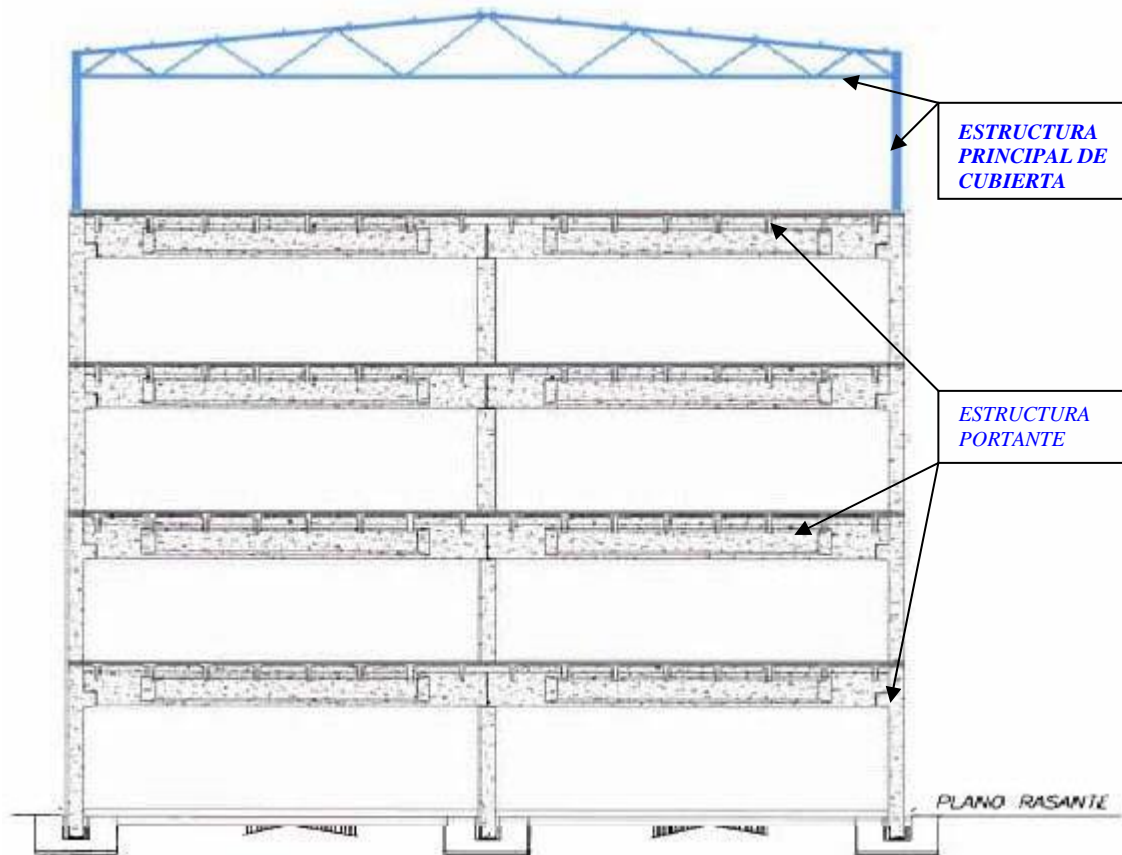 ESTRUCTURA
PRINCIPAL DE
CUBIERTA
ESTRUCTURA
PORTANTE
PLANO RASANTE